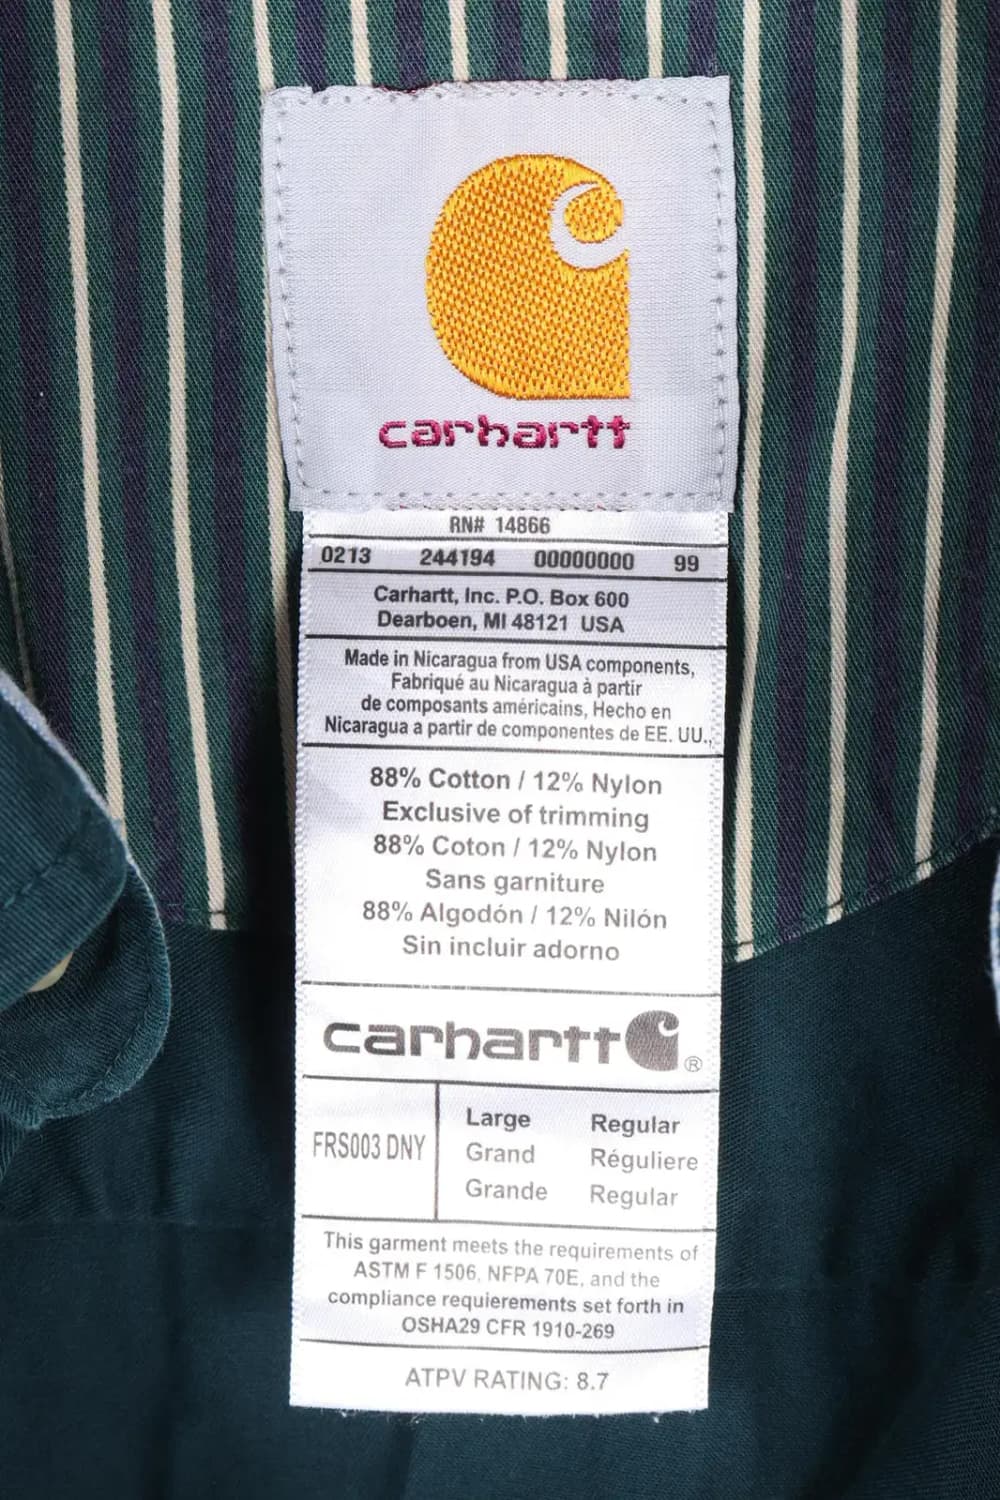 carhartt
RN# 14866
0213 244194 00000000 99
Carhartt, Inc. P.O. Box 600
Dearboen, MI 48121 USA
Made in Nicaragua from USA components,
Fabriqué au Nicaragua à partir
de composants américains, Hecho en
Nicaragua a partir de componentes de EE. UU.,
88% Cotton / 12% Nylon
Exclusive of trimming
88% Coton / 12% Nylon
Sans garniture
88% Algodón / 12% Nilón
Sin incluir adorno
carhartt ®
FRS003 DNY
Large Regular
Grand Réguliere
Grande Regular
This garment meets the requirements of
ASTM F 1506, NFPA 70E, and the
compliance requierements set forth in
OSHA29 CFR 1910-269
ATPV RATING: 8.7